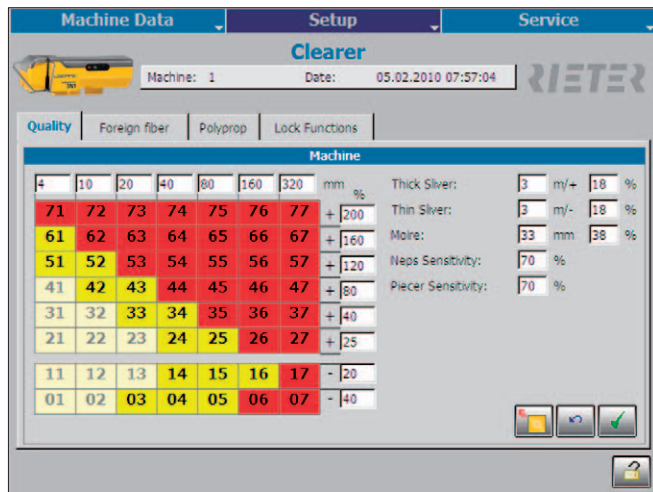 Machine Data Setup Service
Clearer
Machine: 1 Date: 05.02.2010 07:57:04 RIETER
Quality Foreign fiber Polyprop Lock Functions
Machine
4 10 20 40 80 160 320 mm % Thick Sliver: 3 m/+ 18 %
71 72 73 74 75 76 77 + 200 Thin Sliver: 3 m/- 18 %
61 62 63 64 65 66 67 + 160 Moire: 33 mm 38 %
51 52 53 54 55 56 57 + 120 Neps Sensitivity: 70 %
41 42 43 44 45 46 47 + 80 Piecer Sensitivity: 70 %
31 32 33 34 35 36 37 + 40
21 22 23 24 25 26 27 + 25
11 12 13 14 15 16 17 - 20
01 02 03 04 05 06 07 - 40